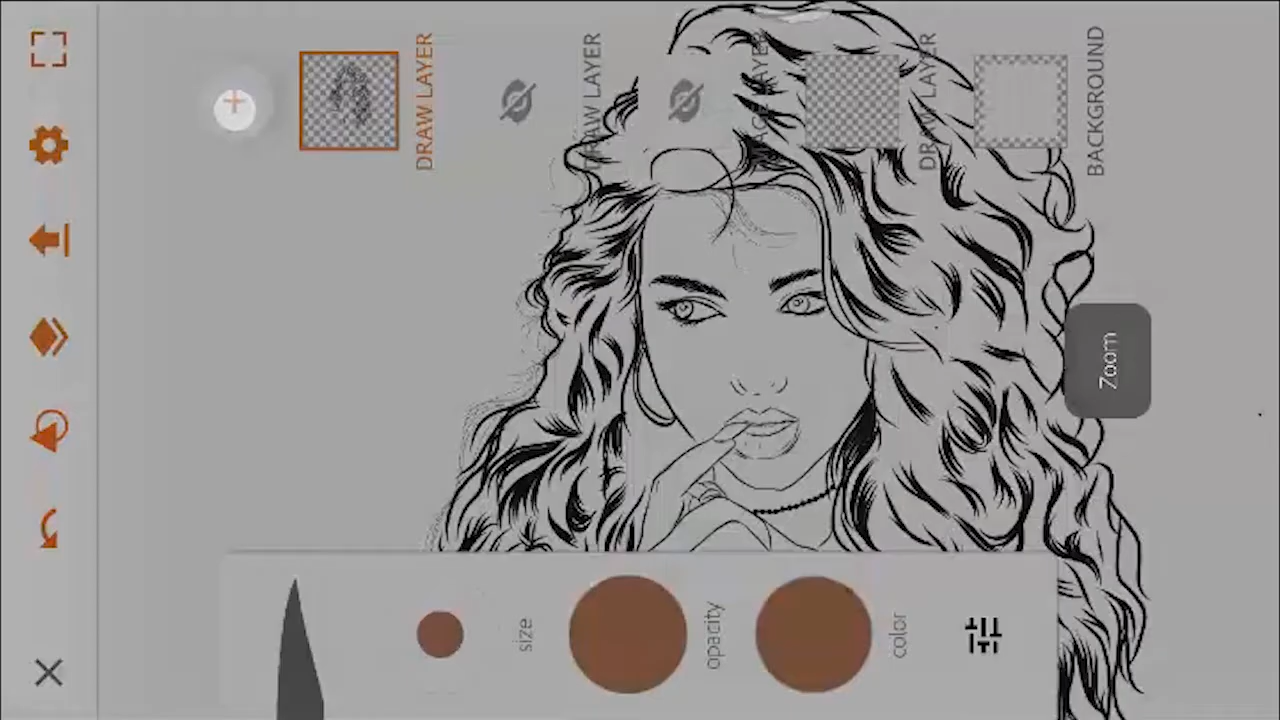 DRAW LAYER
DRAW LAYER
DRAW LAYER
BACKGROUND
Zoom
size
opacity
color